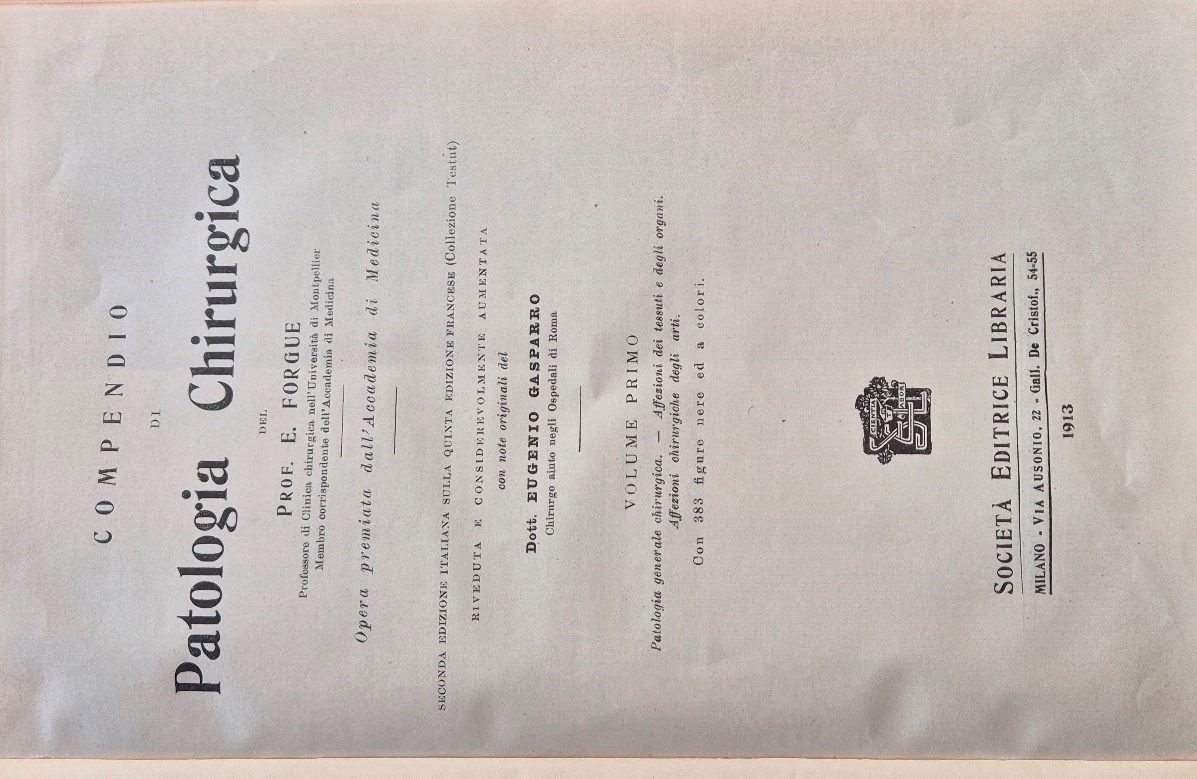 COMPENDIO
DI
Patologia Chirurgica
DEL
PROF. E. FORGUE
Professore di Clinica chirurgica nell'Università di Montpellier
Membro corrispondente dell'Accademia di Medicina
Opera premiata dall'Accademia di Medicina
SECONDA EDIZIONE ITALIANA SULLA QUINTA EDIZIONE FRANCESE (Collezione Testut)
RIVEDUTA E CONSIDEREVOLMENTE AUMENTATA
con note originali del
Dott. EUGENIO GASPARRO
Chirurgo aiuto negli Ospedali di Roma
VOLUME PRIMO
Patologia generale chirurgica. — Affezioni dei tessuti e degli organi.
Affezioni chirurgiche degli arti.
Con 383 figure nere ed a colori.
SEL
SOCIETÀ EDITRICE LIBRARIA
MILANO - VIA AUSONIO, 22 - Gall. De Cristof., 54-55
1913